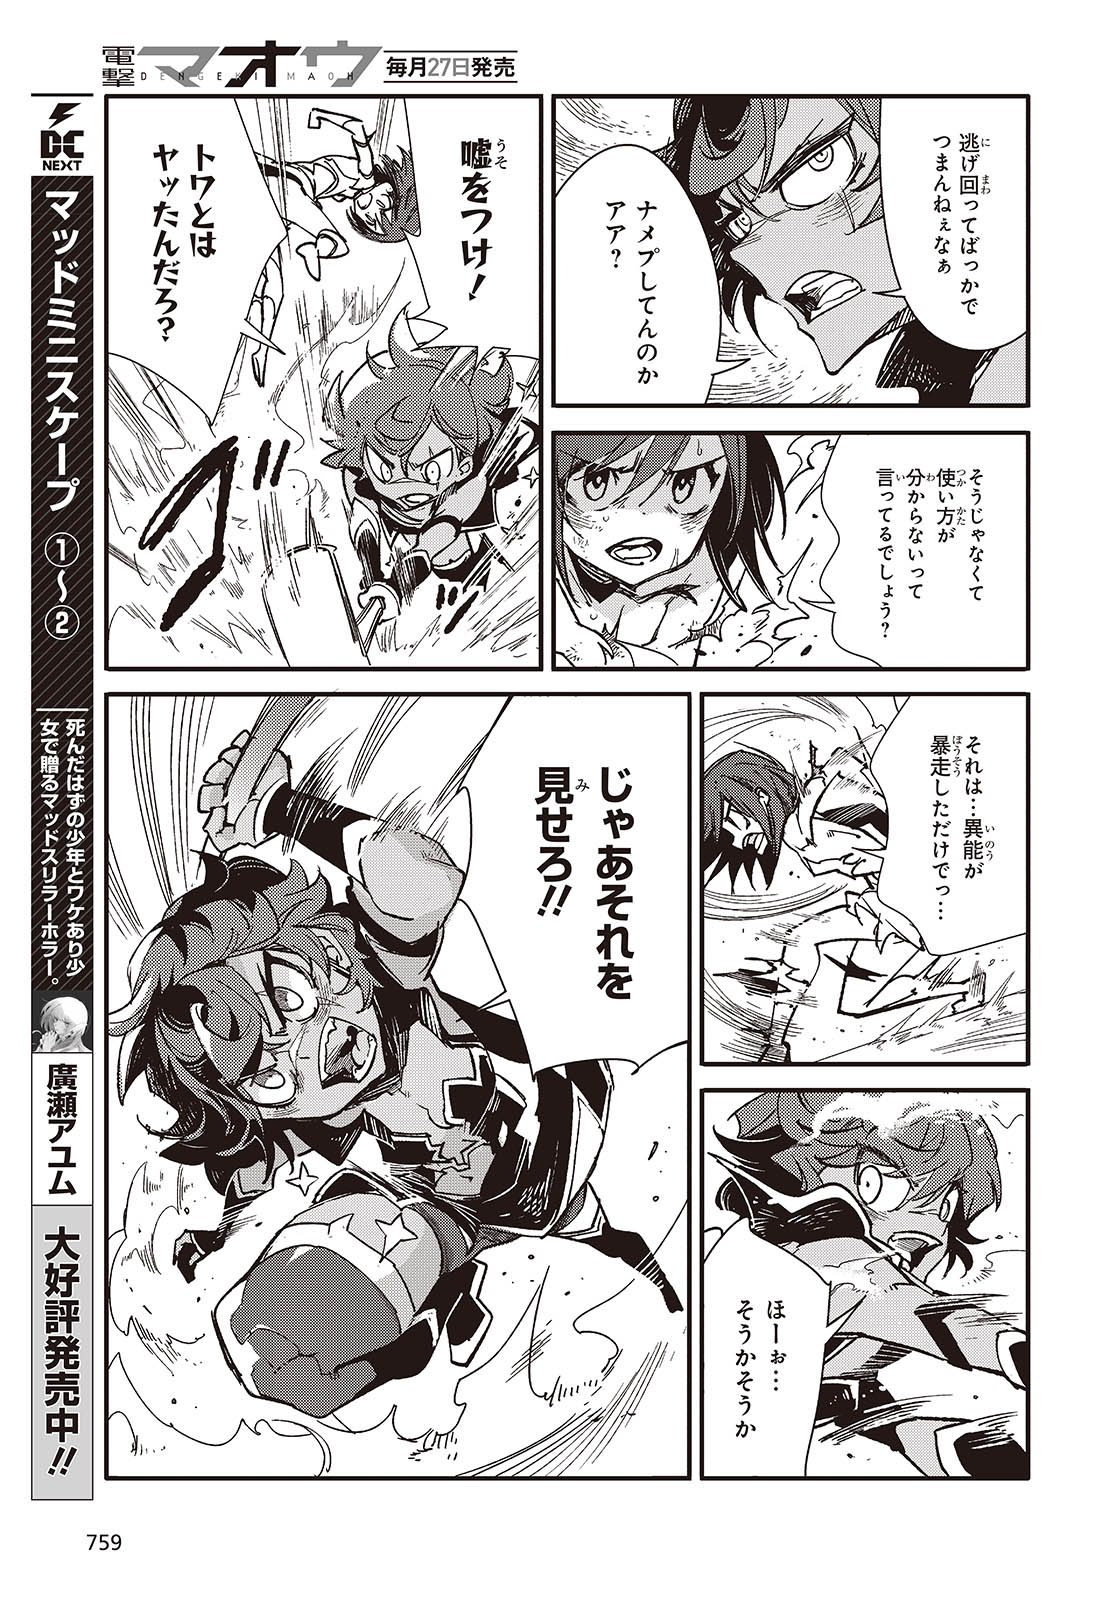 電撃マオウ
DENGEKI MAOH
毎月27日発売
逃げ回ってばっかで
つまんねぇなぁ
ナメプしてんのか
アア?
そうじゃなくて
使い方が
分からないって
言ってるでしょう?
嘘をつけ!
トワとは
ヤッたんだろ?
ブン
それは…異能が
暴走しただけでっ…
ほーぉ…
そうかそうか
じゃあそれを
見せろ!!
DC
NEXT
マッドミニスケープ ①~②
死んだはずの少年とワケあり少
女で贈るマッドスリラーホラー。
廣瀬アユム
大好評発売中!!
759